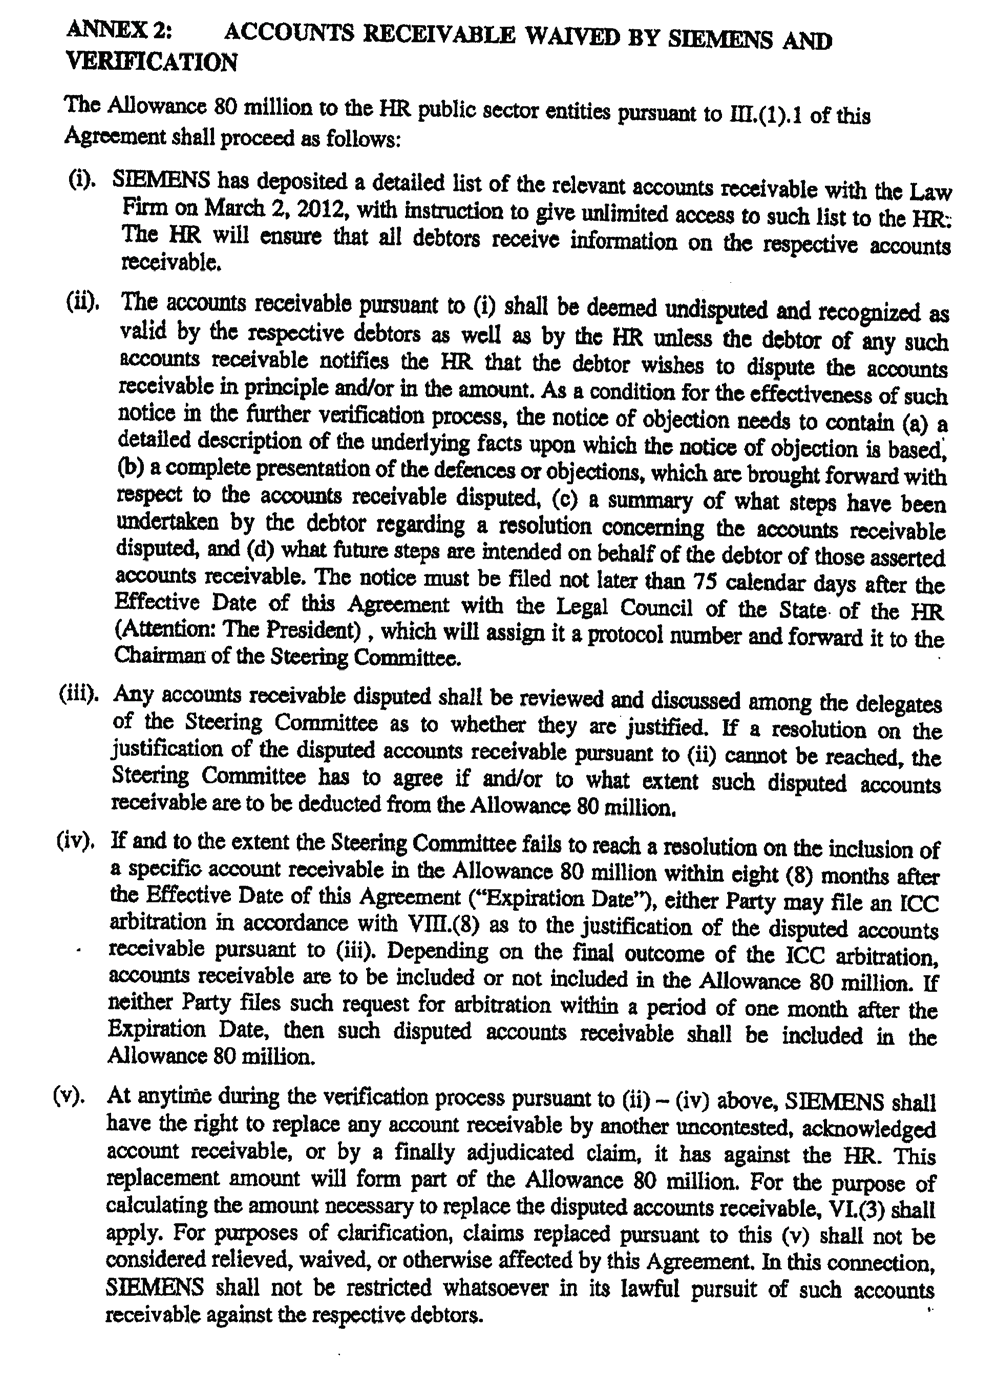 ANNEX 2: ACCOUNTS RECEIVABLE WAIVED BY SIEMENS AND
VERIFICATION
The Allowance 80 million to the HR public sector entities pursuant to III.(1).1 of this
Agreement shall proceed as follows:
(i). SIEMENS has deposited a detailed list of the relevant accounts receivable with the Law
Firm on March 2, 2012, with instruction to give unlimited access to such list to the HR.
The HR will ensure that all debtors receive information on the respective accounts
receivable.
(ii). The accounts receivable pursuant to (i) shall be deemed undisputed and recognized as
valid by the respective debtors as well as by the HR unless the debtor of any such
accounts receivable notifies the HR that the debtor wishes to dispute the accounts
receivable in principle and/or in the amount. As a condition for the effectiveness of such
notice in the further verification process, the notice of objection needs to contain (a) a
detailed description of the underlying facts upon which the notice of objection is based,
(b) a complete presentation of the defences or objections, which are brought forward with
respect to the accounts receivable disputed, (c) a summary of what steps have been
undertaken by the debtor regarding a resolution concerning the accounts receivable
disputed, and (d) what future steps are intended on behalf of the debtor of those asserted
accounts receivable. The notice must be filed not later than 75 calendar days after the
Effective Date of this Agreement with the Legal Council of the State of the HR
(Attention: The President) , which will assign it a protocol number and forward it to the
Chairman of the Steering Committee.
(iii). Any accounts receivable disputed shall be reviewed and discussed among the delegates
of the Steering Committee as to whether they are justified. If a resolution on the
justification of the disputed accounts receivable pursuant to (ii) cannot be reached, the
Steering Committee has to agree if and/or to what extent such disputed accounts
receivable are to be deducted from the Allowance 80 million.
(iv). If and to the extent the Steering Committee fails to reach a resolution on the inclusion of
a specific account receivable in the Allowance 80 million within eight (8) months after
the Effective Date of this Agreement (“Expiration Date”), either Party may file an ICC
arbitration in accordance with VIII.(8) as to the justification of the disputed accounts
receivable pursuant to (iii). Depending on the final outcome of the ICC arbitration,
accounts receivable are to be included or not included in the Allowance 80 million. If
neither Party files such request for arbitration within a period of one month after the
Expiration Date, then such disputed accounts receivable shall be included in the
Allowance 80 million.
(v). At anytime during the verification process pursuant to (ii) – (iv) above, SIEMENS shall
have the right to replace any account receivable by another uncontested, acknowledged
account receivable, or by a finally adjudicated claim, it has against the HR. This
replacement amount will form part of the Allowance 80 million. For the purpose of
calculating the amount necessary to replace the disputed accounts receivable, VI.(3) shall
apply. For purposes of clarification, claims replaced pursuant to this (v) shall not be
considered relieved, waived, or otherwise affected by this Agreement. In this connection,
SIEMENS shall not be restricted whatsoever in its lawful pursuit of such accounts
receivable against the respective debtors.